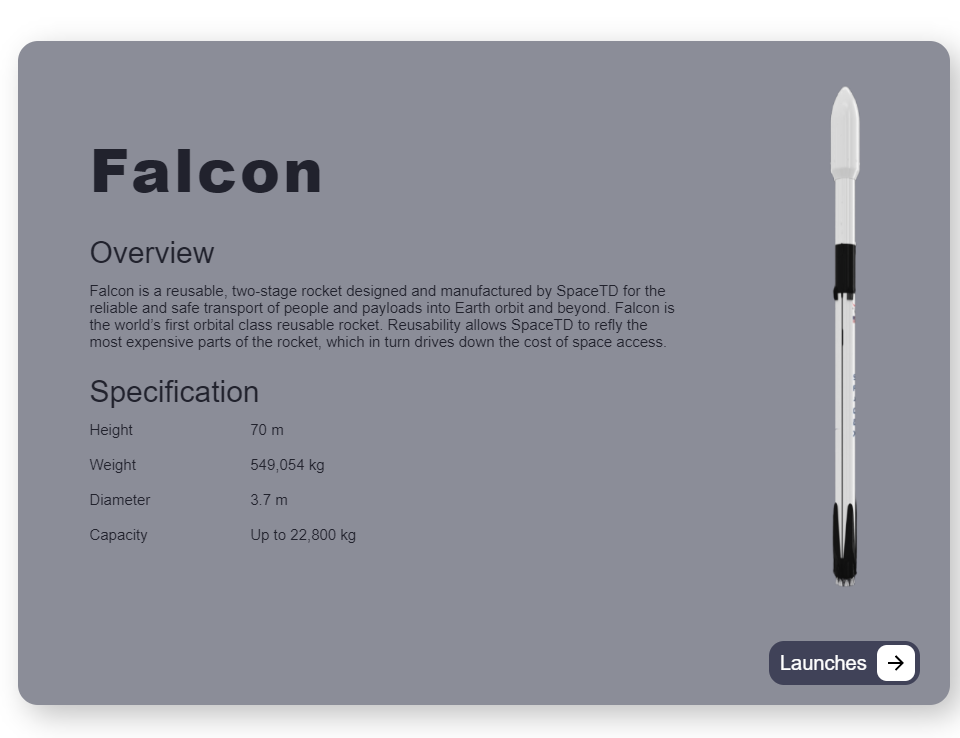 Falcon
Overview
Falcon is a reusable, two-stage rocket designed and manufactured by SpaceTD for the
reliable and safe transport of people and payloads into Earth orbit and beyond. Falcon is
the world’s first orbital class reusable rocket. Reusability allows SpaceTD to refly the
most expensive parts of the rocket, which in turn drives down the cost of space access.
Specification
Height 70 m
Weight 549,054 kg
Diameter 3.7 m
Capacity Up to 22,800 kg
Launches